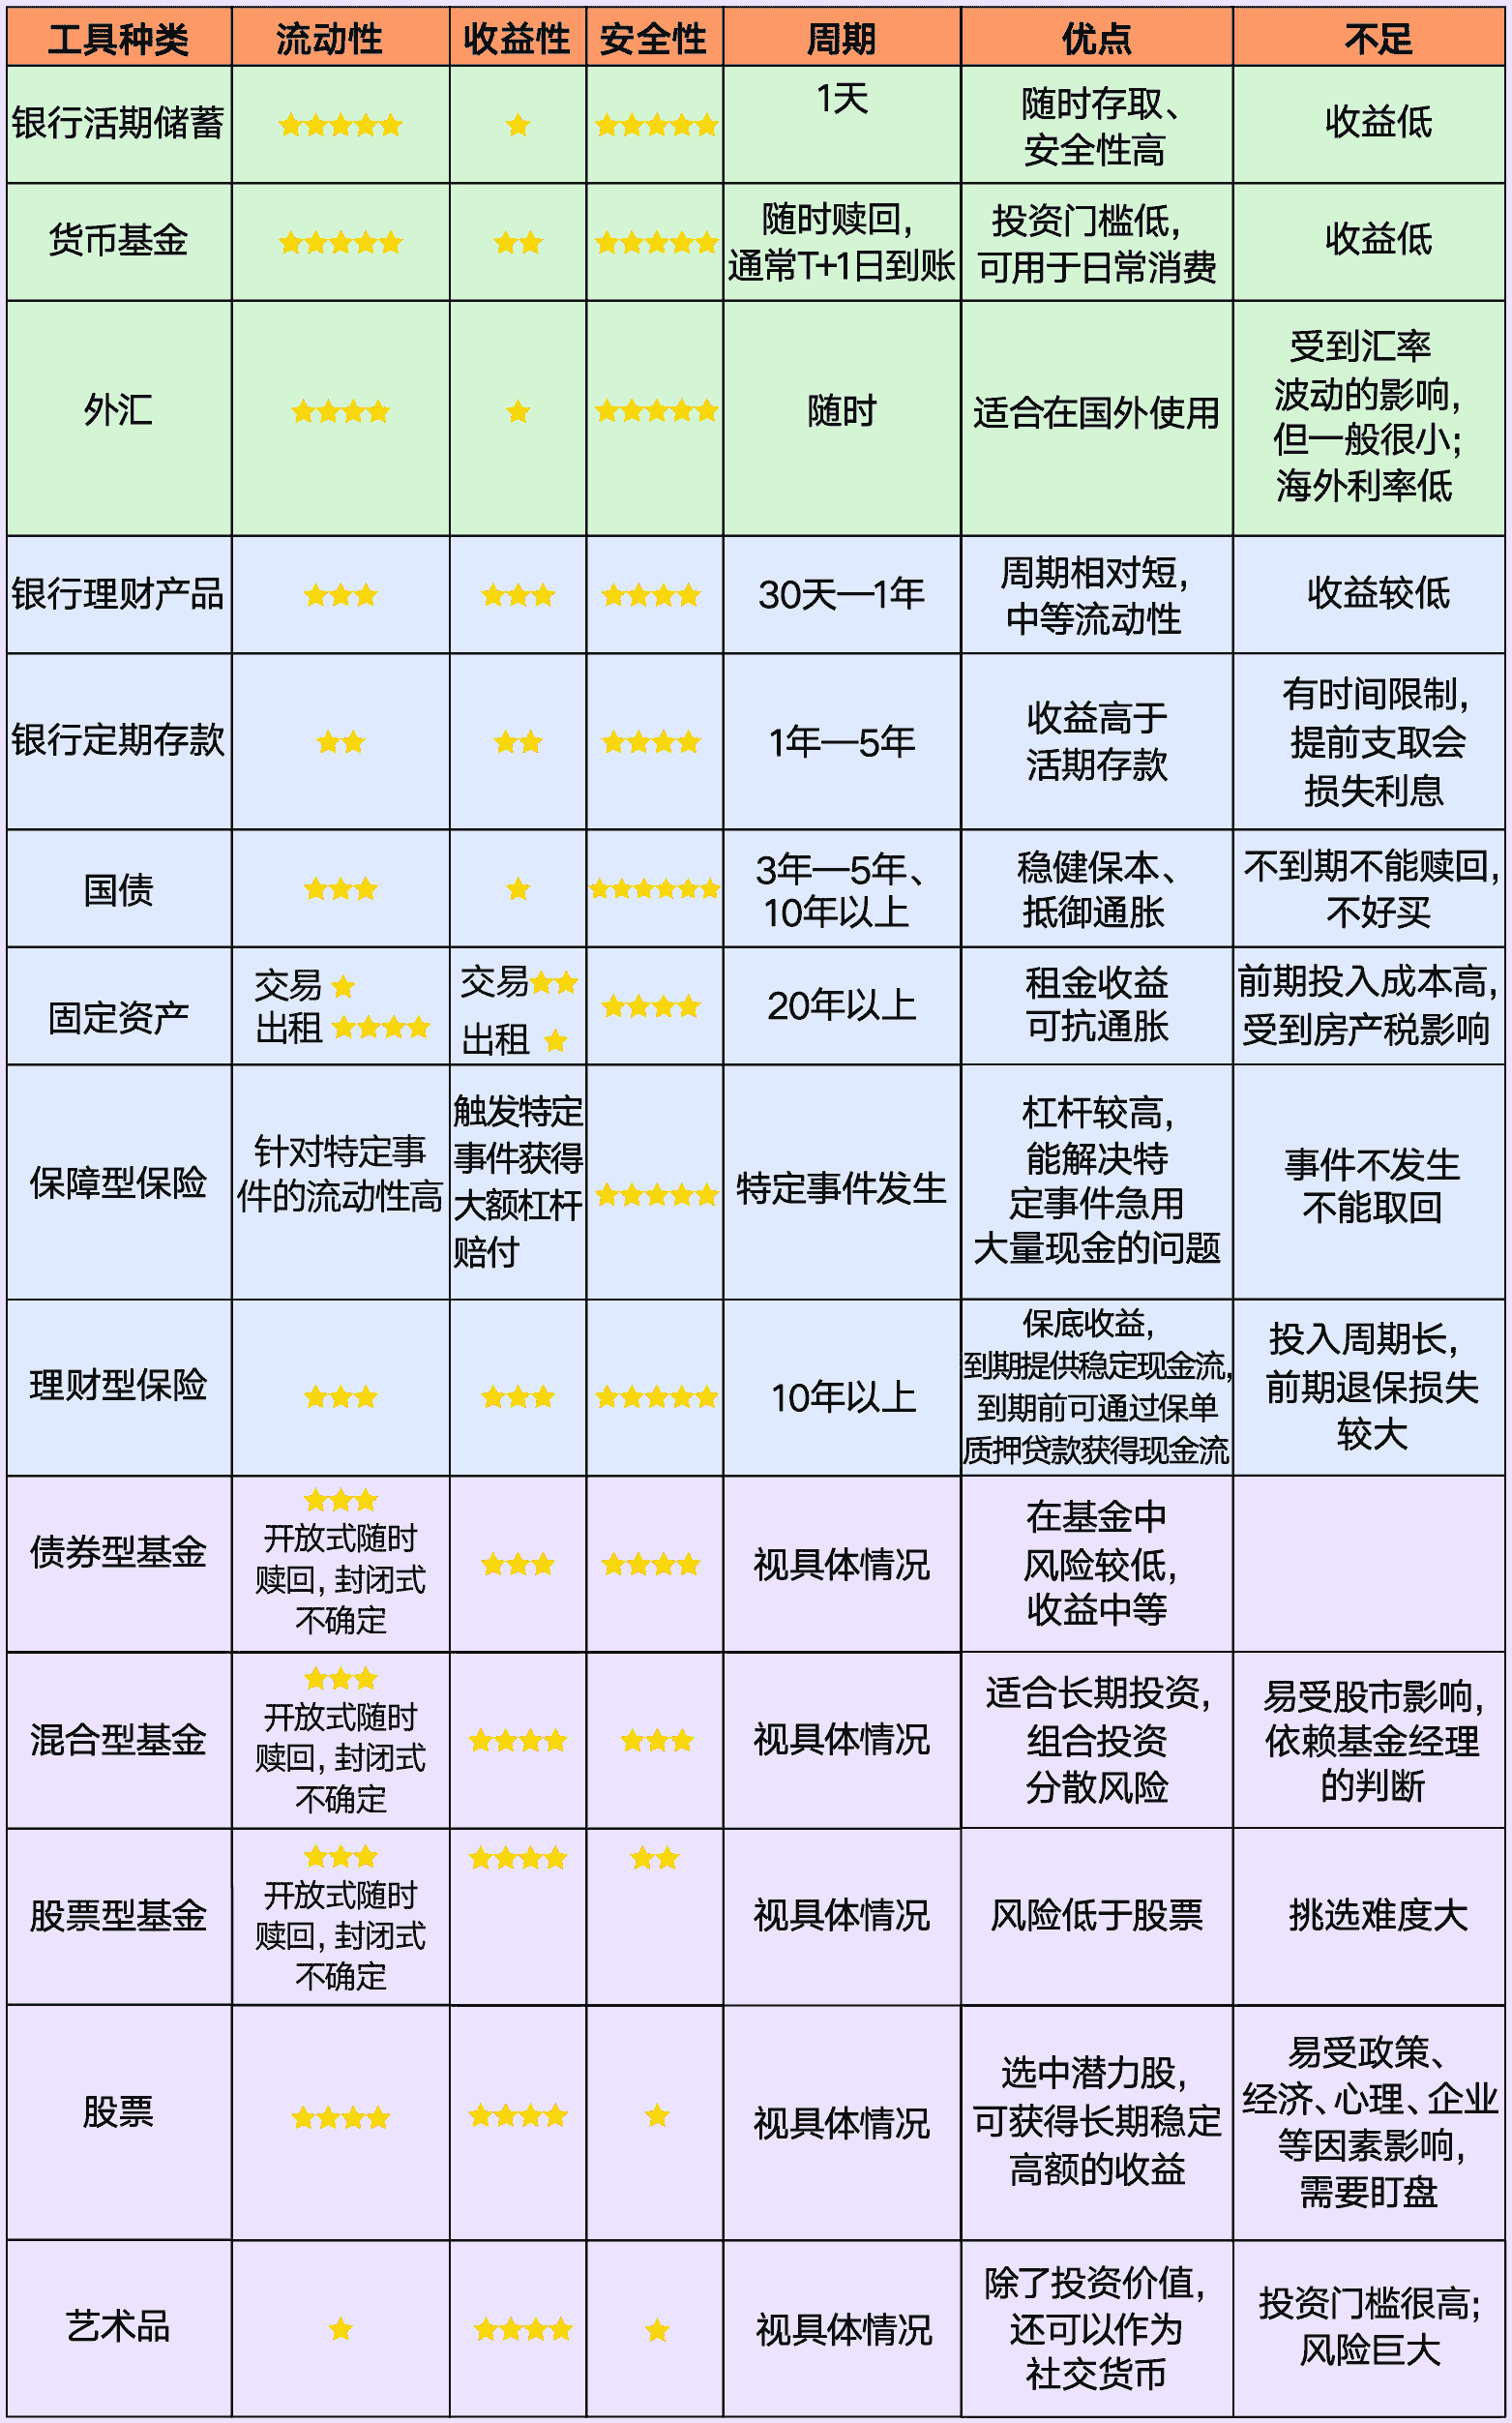 工具种类
流动性
收益性
安全性
周期
优点
不足
银行活期储蓄
1天
随时存取、
安全性高
收益低
货币基金
随时赎回，
通常T+1日到账
投资门槛低，
可用于日常消费
收益低
外汇
随时
适合在国外使用
受到汇率
波动的影响，
但一般很小；
海外利率低
银行理财产品
30天—1年
周期相对短，
中等流动性
收益较低
银行定期存款
1年—5年
收益高于
活期存款
有时间限制，
提前支取会
损失利息
国债
3年—5年、
10年以上
稳健保本、
抵御通胀
不到期不能赎回，
不好买
固定资产
交易
出租
交易
出租
20年以上
租金收益
可抗通胀
前期投入成本高，
受到房产税影响
保障型保险
针对特定事
件的流动性高
触发特定
事件获得
大额杠杆
赔付
特定事件发生
杠杆较高，
能解决特
定事件急用
大量现金的问题
事件不发生
不能取回
理财型保险
10年以上
保底收益，
到期提供稳定现金流，
到期前可通过保单
质押贷款获得现金流
投入周期长，
前期退保损失
较大
债券型基金
开放式随时
赎回，封闭式
不确定
视具体情况
在基金中
风险较低，
收益中等
混合型基金
开放式随时
赎回，封闭式
不确定
视具体情况
适合长期投资，
组合投资
分散风险
易受股市影响，
依赖基金经理
的判断
股票型基金
开放式随时
赎回，封闭式
不确定
视具体情况
风险低于股票
挑选难度大
股票
视具体情况
选中潜力股，
可获得长期稳定
高额的收益
易受政策、
经济、心理、企业
等因素影响，
需要盯盘
艺术品
视具体情况
除了投资价值，
还可以作为
社交货币
投资门槛很高；
风险巨大